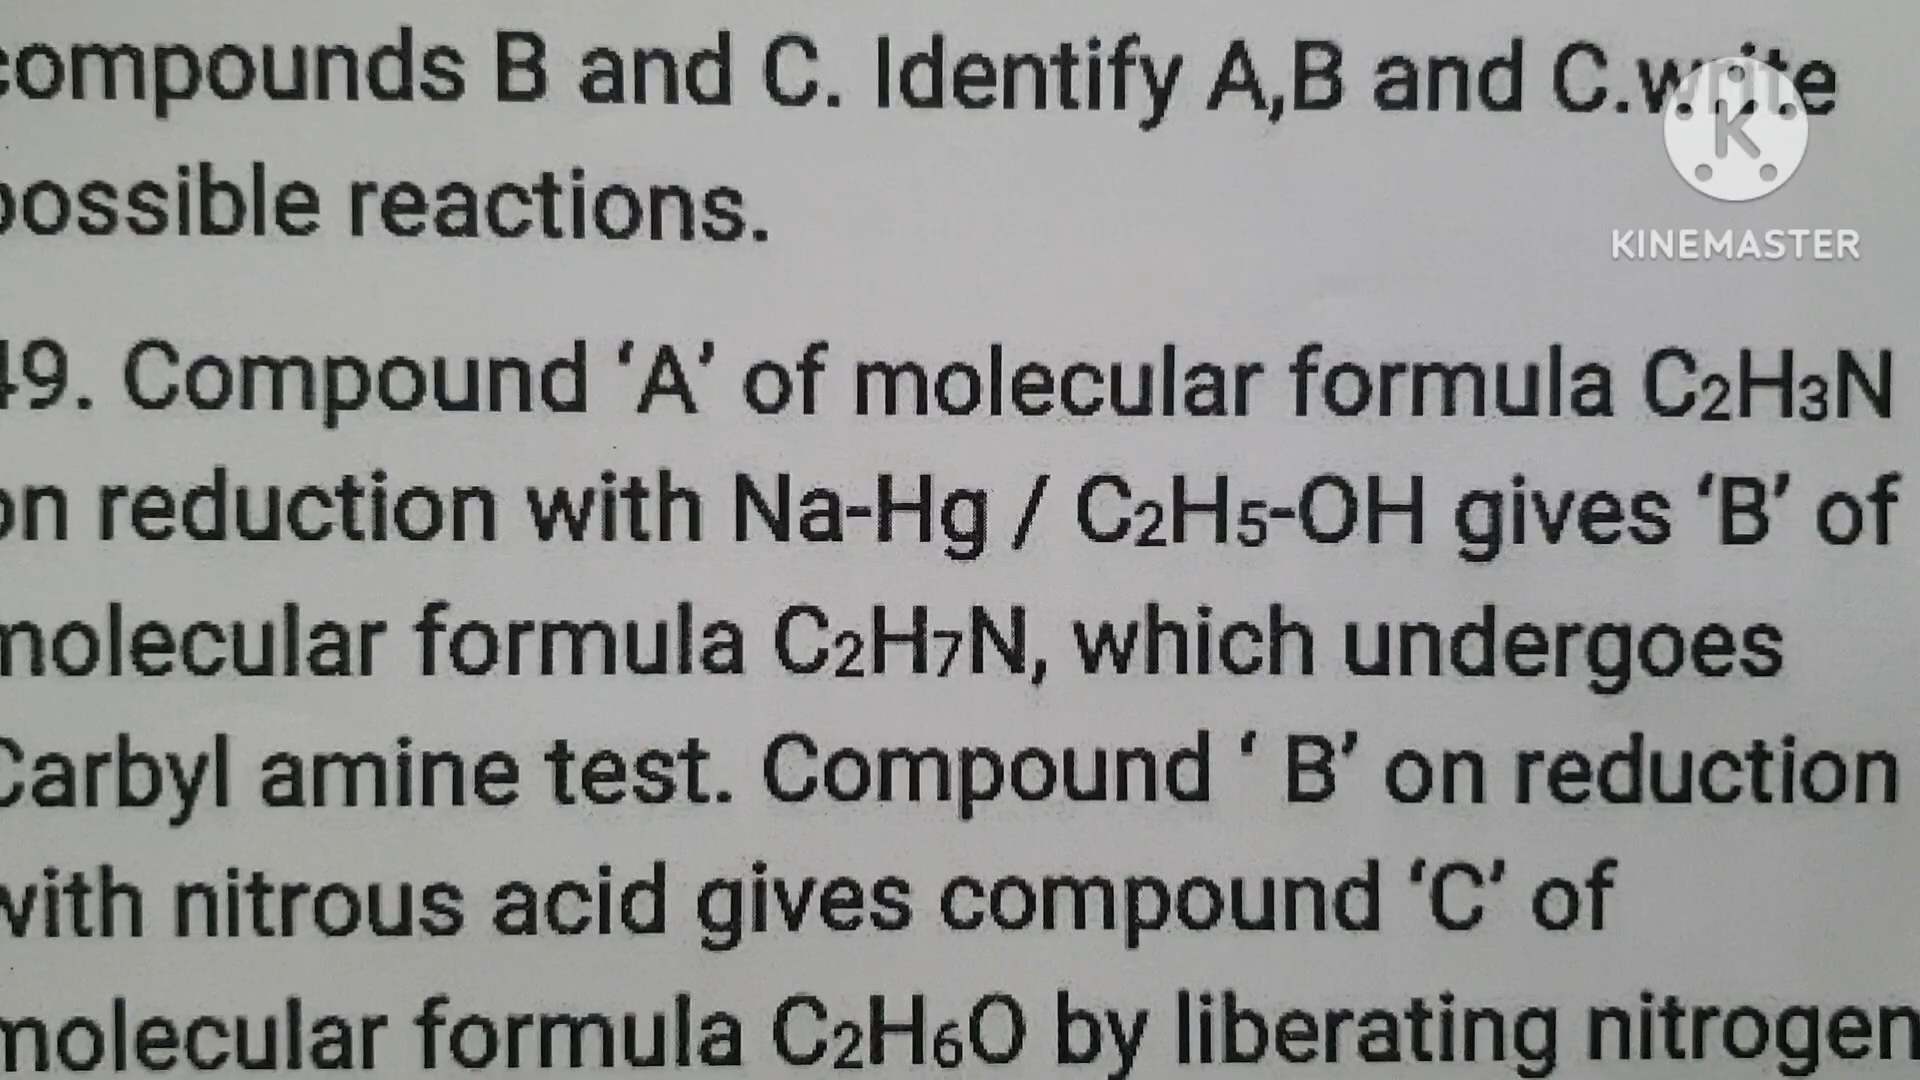 compounds B and C. Identify A,B and C.write
possible reactions.
K
KINEMASTER
49. Compound ‘A’ of molecular formula C₂H₃N
on reduction with Na-Hg / C₂H₅-OH gives ‘B’ of
molecular formula C₂H₇N, which undergoes
Carbyl amine test. Compound ‘ B’ on reduction
with nitrous acid gives compound ‘C’ of
molecular formula C₂H₆O by liberating nitrogen